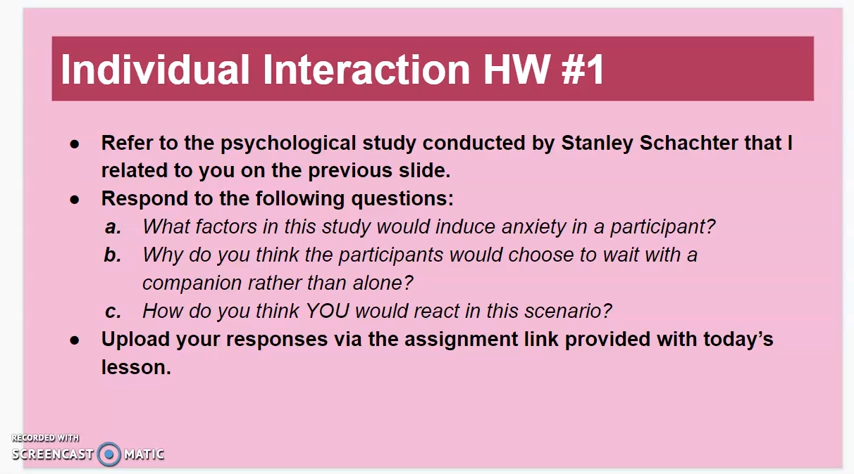 Individual Interaction HW #1
● Refer to the psychological study conducted by Stanley Schachter that I
related to you on the previous slide.
● Respond to the following questions:
a. What factors in this study would induce anxiety in a participant?
b. Why do you think the participants would choose to wait with a
companion rather than alone?
c. How do you think YOU would react in this scenario?
● Upload your responses via the assignment link provided with today's
lesson.
RECORDED WITH
SCREENCAST MATIC